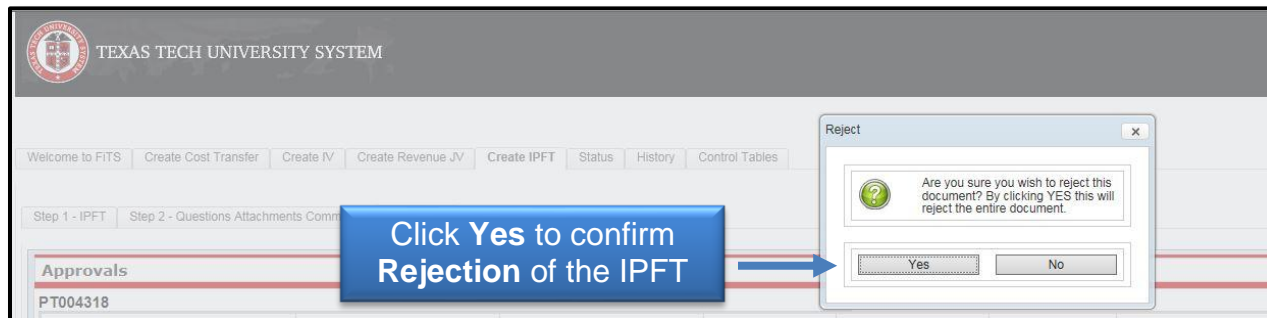 TEXAS TECH UNIVERSITY SYSTEM
Reject
Welcome to FiTS Create Cost Transfer Create IV Create Revenue JV Create IPFT Status History Control Tables
Are you sure you wish to reject this
document? By clicking YES this will
reject the entire document.
Step 1 - IPFT Step 2 - Questions Attachments Comm
Click Yes to confirm
Rejection of the IPFT
Yes No
Approvals
PT004318